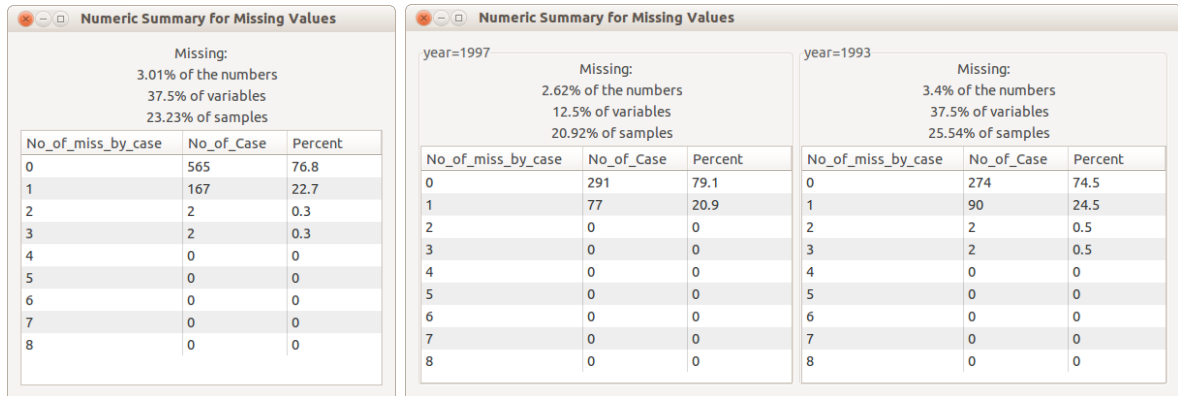 Numeric Summary for Missing Values
Missing:
3.01% of the numbers
37.5% of variables
23.23% of samples
No_of_miss_by_case No_of_Case Percent
0 565 76.8
1 167 22.7
2 2 0.3
3 2 0.3
4 0 0
5 0 0
6 0 0
7 0 0
8 0 0
Numeric Summary for Missing Values
year=1997
Missing:
2.62% of the numbers
12.5% of variables
20.92% of samples
No_of_miss_by_case No_of_Case Percent
0 291 79.1
1 77 20.9
2 0 0
3 0 0
4 0 0
5 0 0
6 0 0
7 0 0
8 0 0
year=1993
Missing:
3.4% of the numbers
37.5% of variables
25.54% of samples
No_of_miss_by_case No_of_Case Percent
0 274 74.5
1 90 24.5
2 2 0.5
3 2 0.5
4 0 0
5 0 0
6 0 0
7 0 0
8 0 0